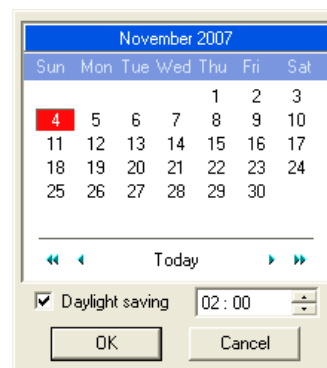 November 2007
Sun Mon Tue Wed Thu Fri Sat
1 2 3
4 5 6 7 8 9 10
11 12 13 14 15 16 17
18 19 20 21 22 23 24
25 26 27 28 29 30
Today
Daylight saving 02 : 00
OK Cancel